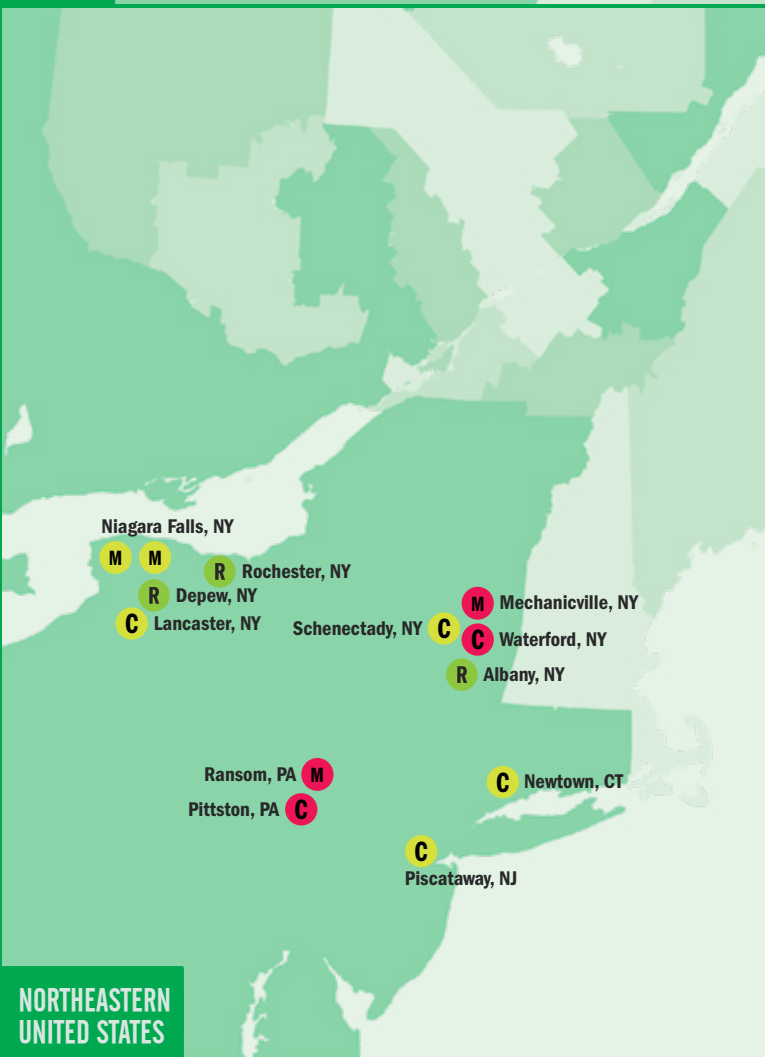 Niagara Falls, NY
M M
R Rochester, NY
R Depew, NY
C Lancaster, NY
M Mechanicville, NY
Schenectady, NY C
C Waterford, NY
R Albany, NY
Ransom, PA M
Pittston, PA C
C Newtown, CT
C
Piscataway, NJ
NORTHEASTERN
UNITED STATES